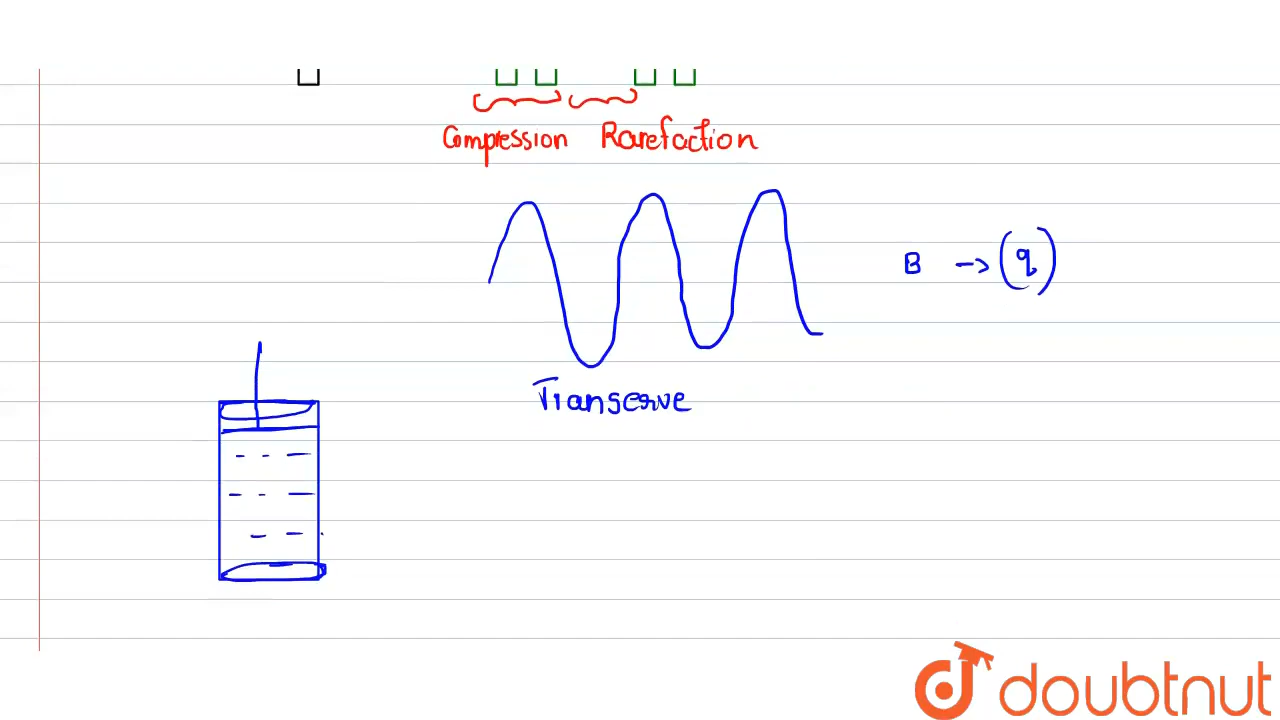 Compression Rarefaction
B → (q)
Transerve
doubtnut